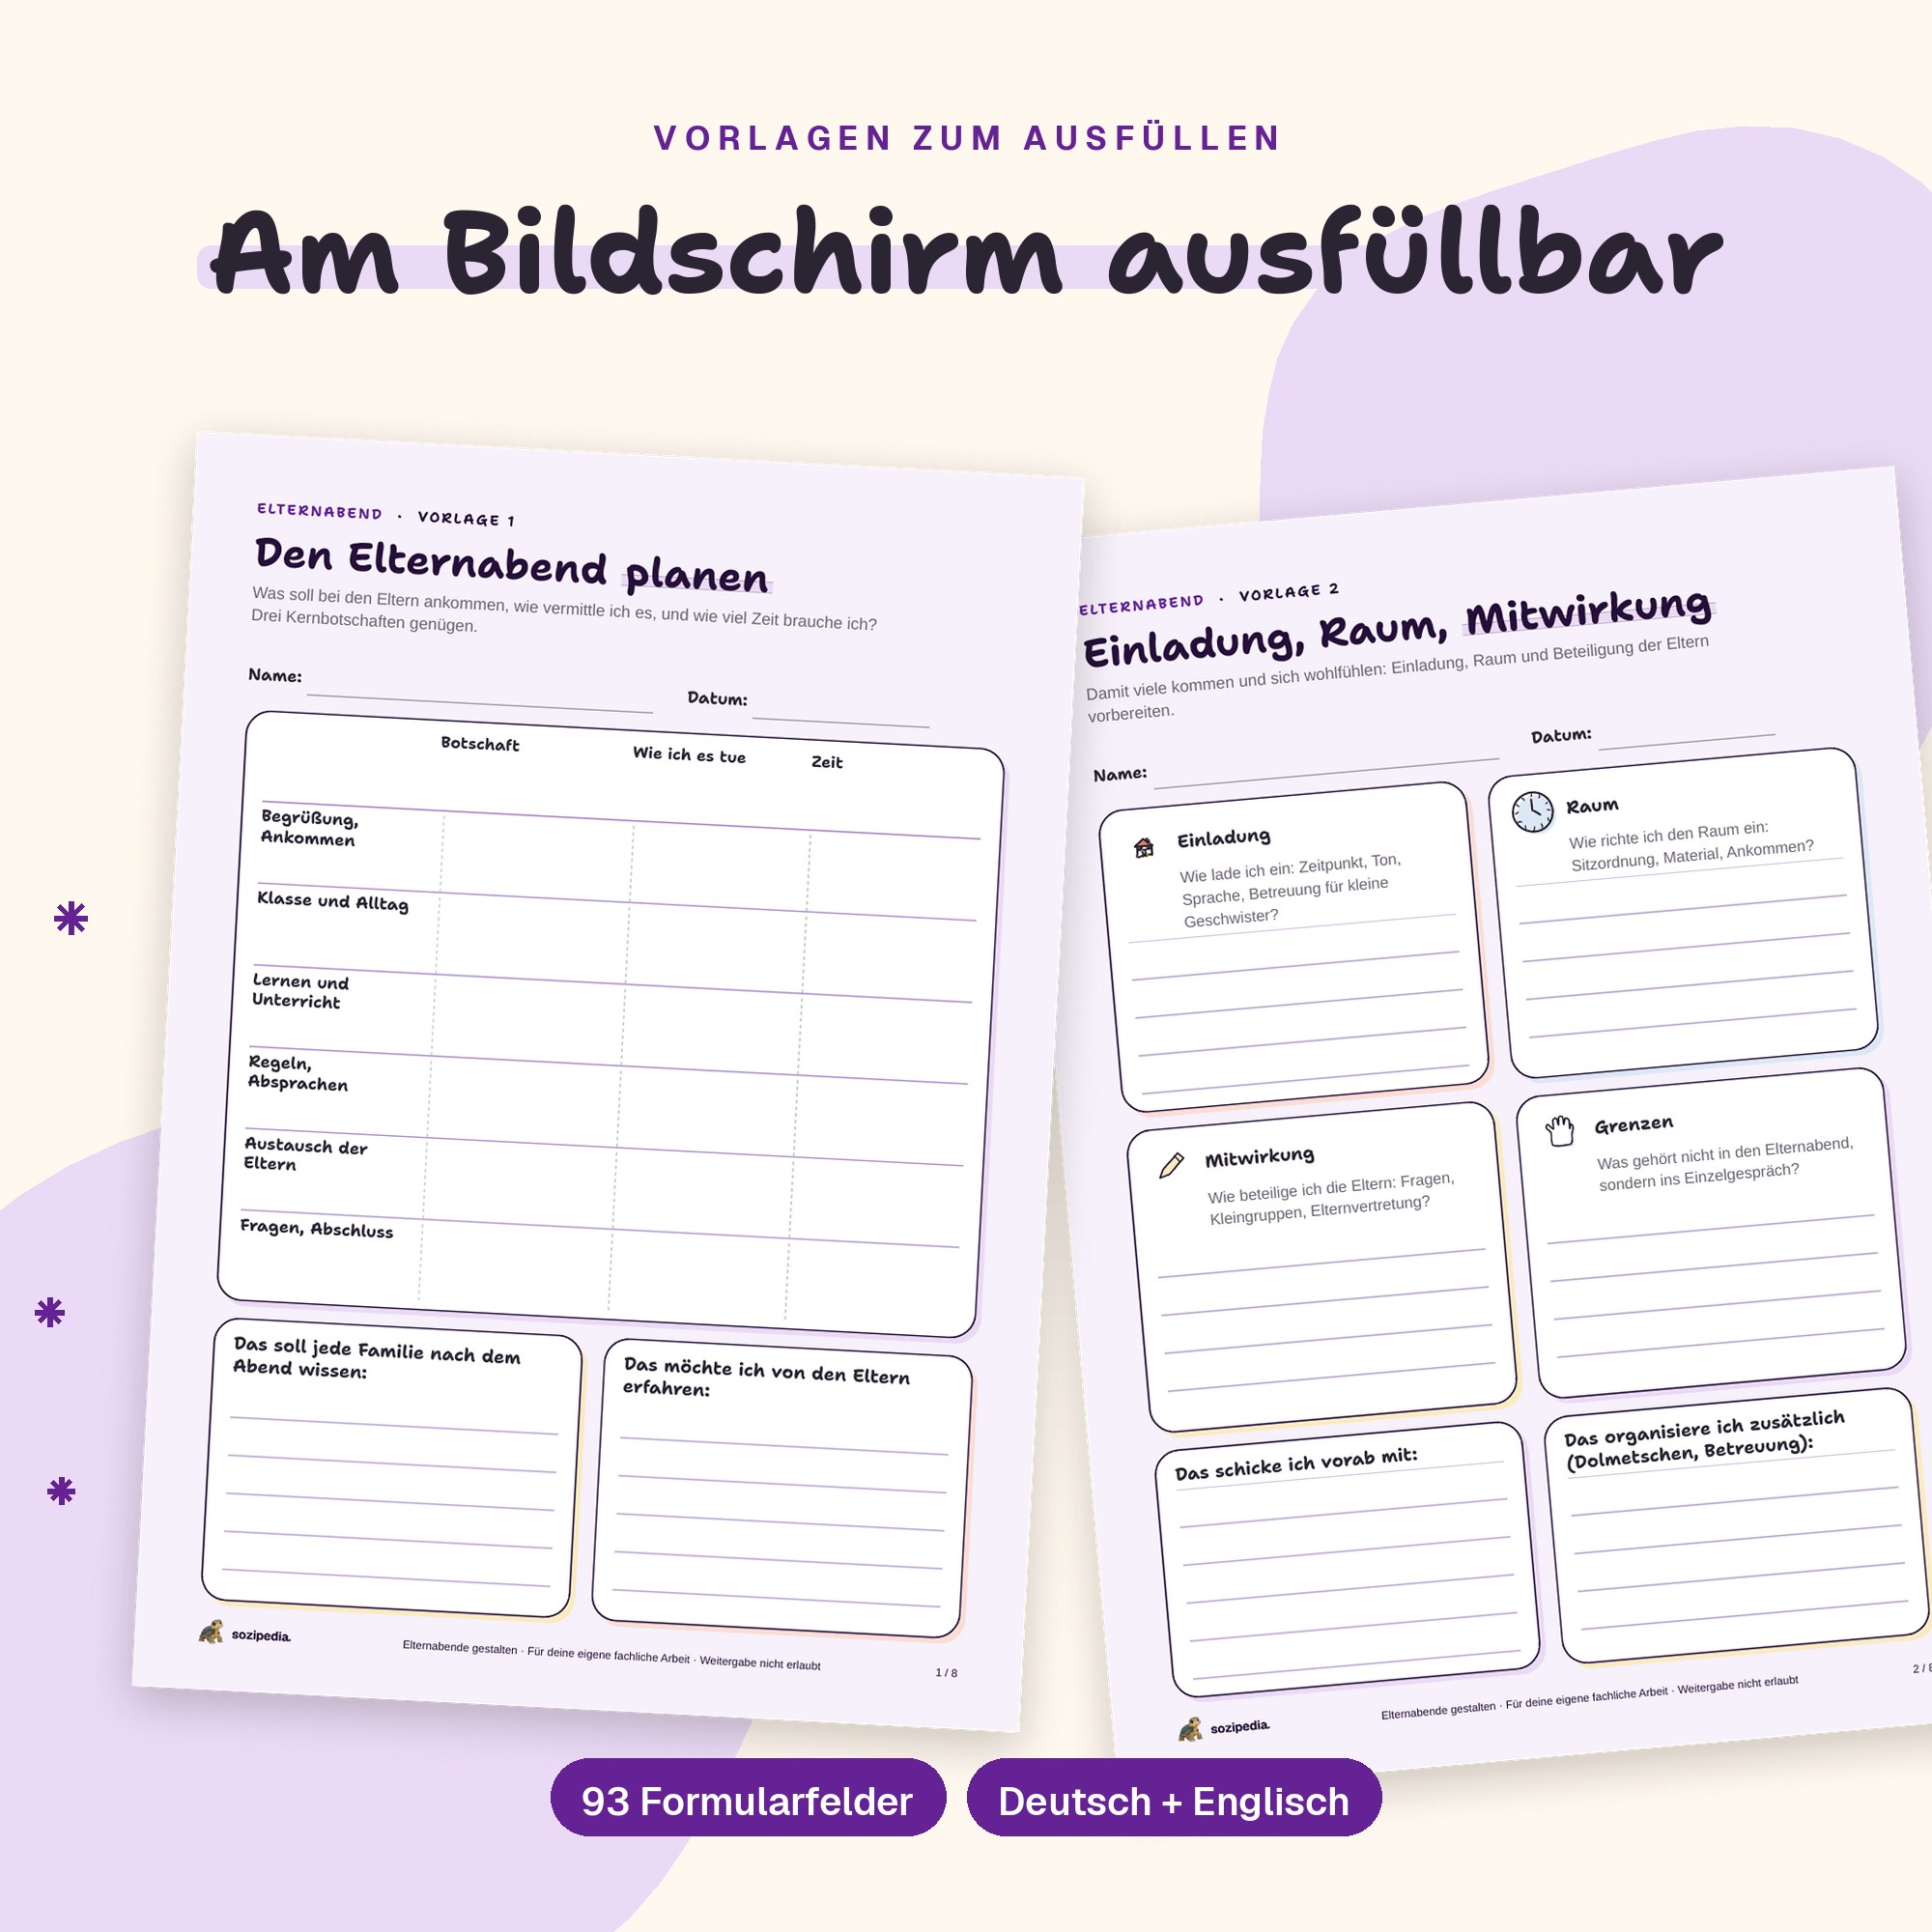 VORLAGEN ZUM AUSFÜLLEN
Am Bildschirm ausfüllbar
ELTERNABEND · VORLAGE 1
Den Elternabend planen
Was soll bei den Eltern ankommen, wie vermittle ich es, und wie viel Zeit brauche ich?
Drei Kernbotschaften genügen.
Name:
Datum:
Botschaft
Wie ich es tue
Zeit
Begrüßung,
Ankommen
Klasse und Alltag
Lernen und
Unterricht
Regeln,
Absprachen
Austausch der
Eltern
Fragen, Abschluss
Das soll jede Familie nach dem
Abend wissen:
Das möchte ich von den Eltern
erfahren:
sozipedia.
Elternabende gestalten · Für deine eigene fachliche Arbeit · Weitergabe nicht erlaubt
1 / 8
ELTERNABEND · VORLAGE 2
Einladung, Raum, Mitwirkung
Damit viele kommen und sich wohlfühlen: Einladung, Raum und Beteiligung der Eltern
vorbereiten.
Name:
Datum:
Einladung
Wie lade ich ein: Zeitpunkt, Ton,
Sprache, Betreuung für kleine
Geschwister?
Raum
Wie richte ich den Raum ein:
Sitzordnung, Material, Ankommen?
Mitwirkung
Wie beteilige ich die Eltern: Fragen,
Kleingruppen, Elternvertretung?
Grenzen
Was gehört nicht in den Elternabend,
sondern ins Einzelgespräch?
Das schicke ich vorab mit:
Das organisiere ich zusätzlich
(Dolmetschen, Betreuung):
sozipedia.
Elternabende gestalten · Für deine eigene fachliche Arbeit · Weitergabe nicht erlaubt
2 / 8
93 Formularfelder
Deutsch + Englisch